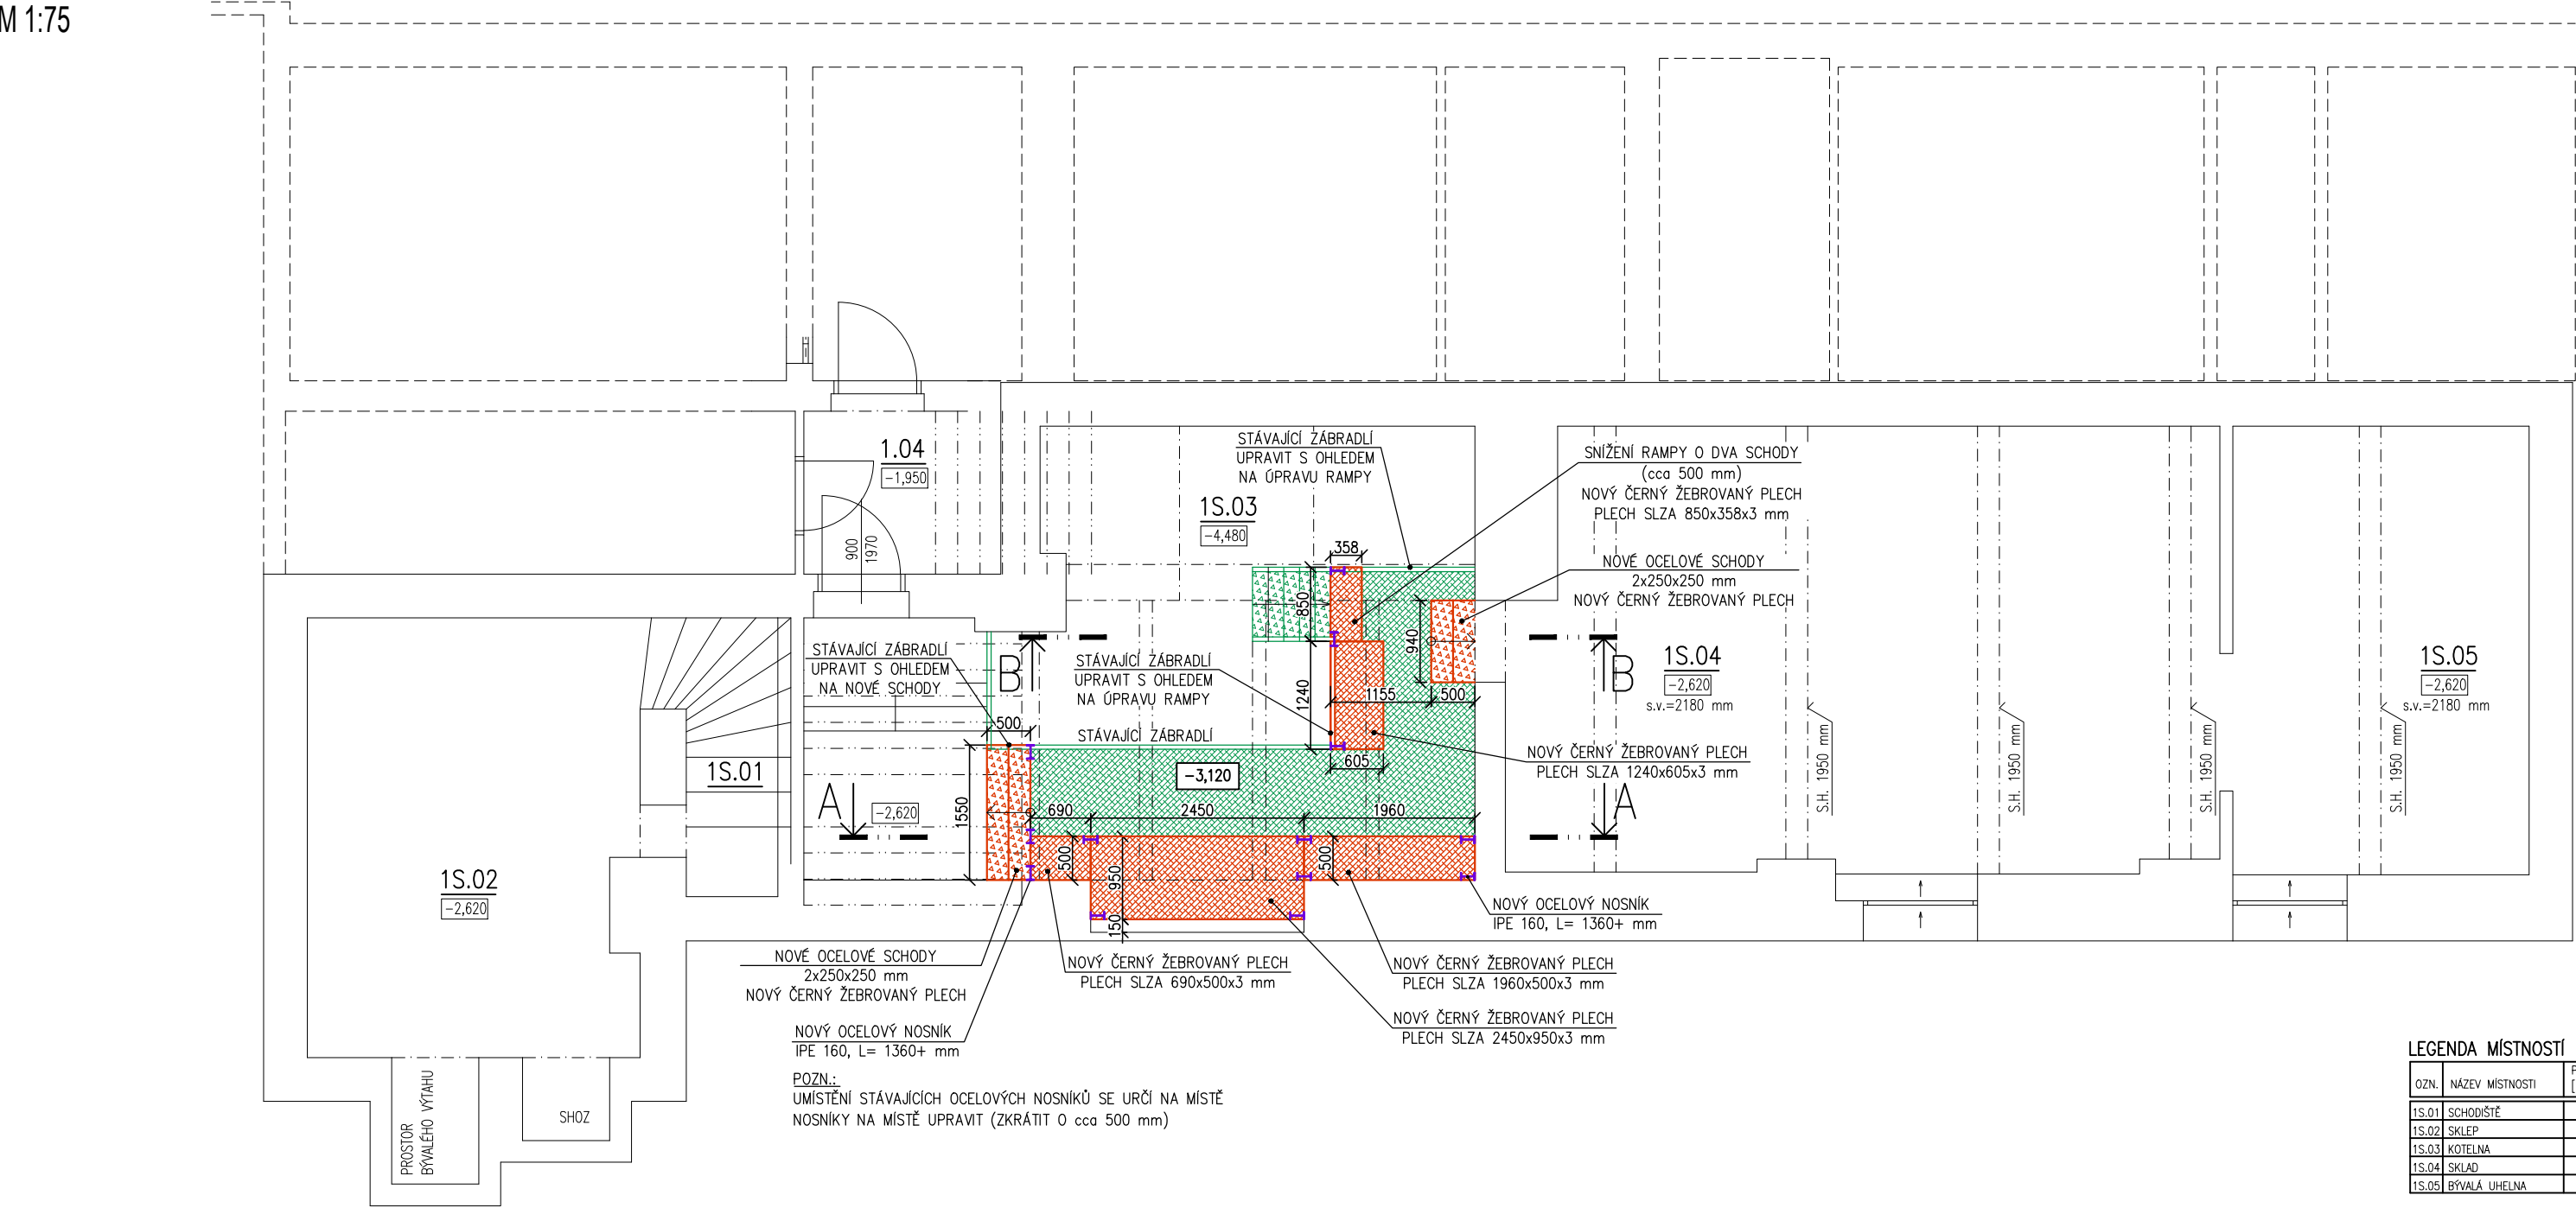 M 1:75
1.04
-1,950
900
1970
STÁVAJÍCÍ ZÁBRADLÍ
UPRAVIT S OHLEDEM
NA ÚPRAVU RAMPY
1S.03
-4,480
SNÍŽENÍ RAMPY O DVA SCHODY
(cca 500 mm)
NOVÝ ČERNÝ ŽEBROVANÝ PLECH
PLECH SLZA 850x358x3 mm
NOVÉ OCELOVÉ SCHODY
2x250x250 mm
NOVÝ ČERNÝ ŽEBROVANÝ PLECH
358
850
940
1240
1155
500
605
STÁVAJÍCÍ ZÁBRADLÍ
UPRAVIT S OHLEDEM
NA NOVÉ SCHODY
B
STÁVAJÍCÍ ZÁBRADLÍ
UPRAVIT S OHLEDEM
NA ÚPRAVU RAMPY
STÁVAJÍCÍ ZÁBRADLÍ
B
1S.04
-2,620
s.v.=2180 mm
1S.05
-2,620
s.v.=2180 mm
S.H. 1950 mm
S.H. 1950 mm
S.H. 1950 mm
S.H. 1950 mm
NOVÝ ČERNÝ ŽEBROVANÝ PLECH
PLECH SLZA 1240x605x3 mm
1S.01
500
1550
-3,120
A
-2,620
690
2450
1960
A
500
950
150
500
1S.02
-2,620
NOVÝ OCELOVÝ NOSNÍK
IPE 160, L= 1360+ mm
NOVÉ OCELOVÉ SCHODY
2x250x250 mm
NOVÝ ČERNÝ ŽEBROVANÝ PLECH
NOVÝ ČERNÝ ŽEBROVANÝ PLECH
PLECH SLZA 690x500x3 mm
NOVÝ ČERNÝ ŽEBROVANÝ PLECH
PLECH SLZA 1960x500x3 mm
NOVÝ ČERNÝ ŽEBROVANÝ PLECH
PLECH SLZA 2450x950x3 mm
NOVÝ OCELOVÝ NOSNÍK
IPE 160, L= 1360+ mm
POZN.:
UMÍSTĚNÍ STÁVAJÍCÍCH OCELOVÝCH NOSNÍKŮ SE URČÍ NA MÍSTĚ
NOSNÍKY NA MÍSTĚ UPRAVIT (ZKRÁTIT O cca 500 mm)
PROSTOR
BÝVALÉHO VÝTAHU
SHOZ
LEGENDA MÍSTNOSTÍ
OZN. NÁZEV MÍSTNOSTI
1S.01 SCHODIŠTĚ
1S.02 SKLEP
1S.03 KOTELNA
1S.04 SKLAD
1S.05 BÝVALÁ UHELNA